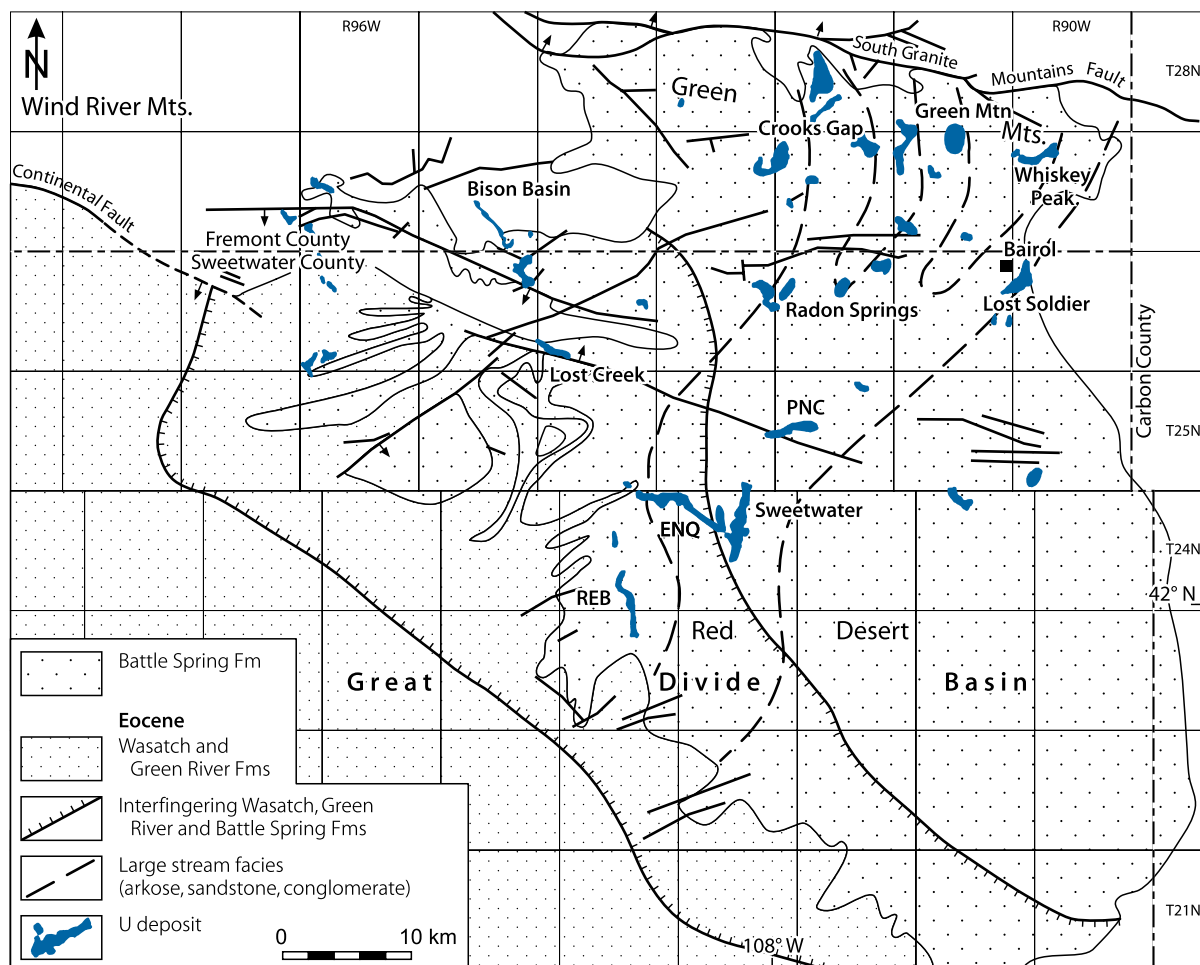 R96W
R90W
N
Wind River Mts.
South Granite
Mountains Fault
T28N
Green
Mts.
Green Mtn
Crooks Gap
Whiskey
Peak.
Continental Fault
Bison Basin
Fremont County
Sweetwater County
Bairol
Lost Soldier
Radon Springs
Carbon County
Lost Creek
PNC
T25N
Sweetwater
ENQ
T24N
42° N
REB
Red
Desert
Great
Divide
Basin
Battle Spring Fm
Eocene
Wasatch and
Green River Fms
Interfingering Wasatch, Green
River and Battle Spring Fms
Large stream facies
(arkose, sandstone, conglomerate)
U deposit
0
10 km
T21N
108° W